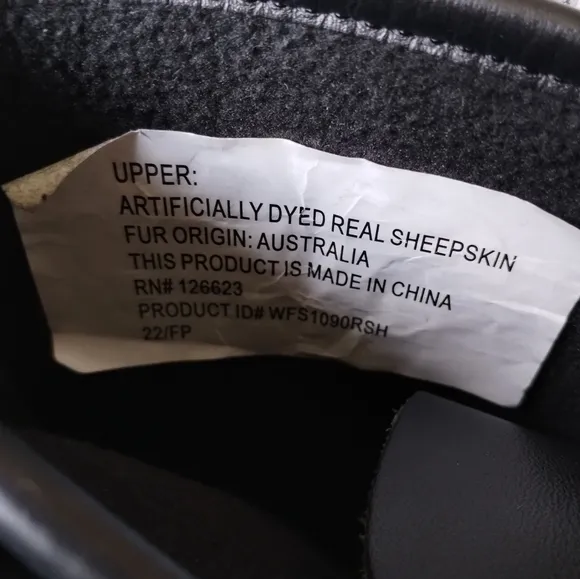 UPPER:
ARTIFICIALLY DYED REAL SHEEPSKIN
FUR ORIGIN: AUSTRALIA
THIS PRODUCT IS MADE IN CHINA
RN# 126623
PRODUCT ID# WFS1090RSH
22/FP